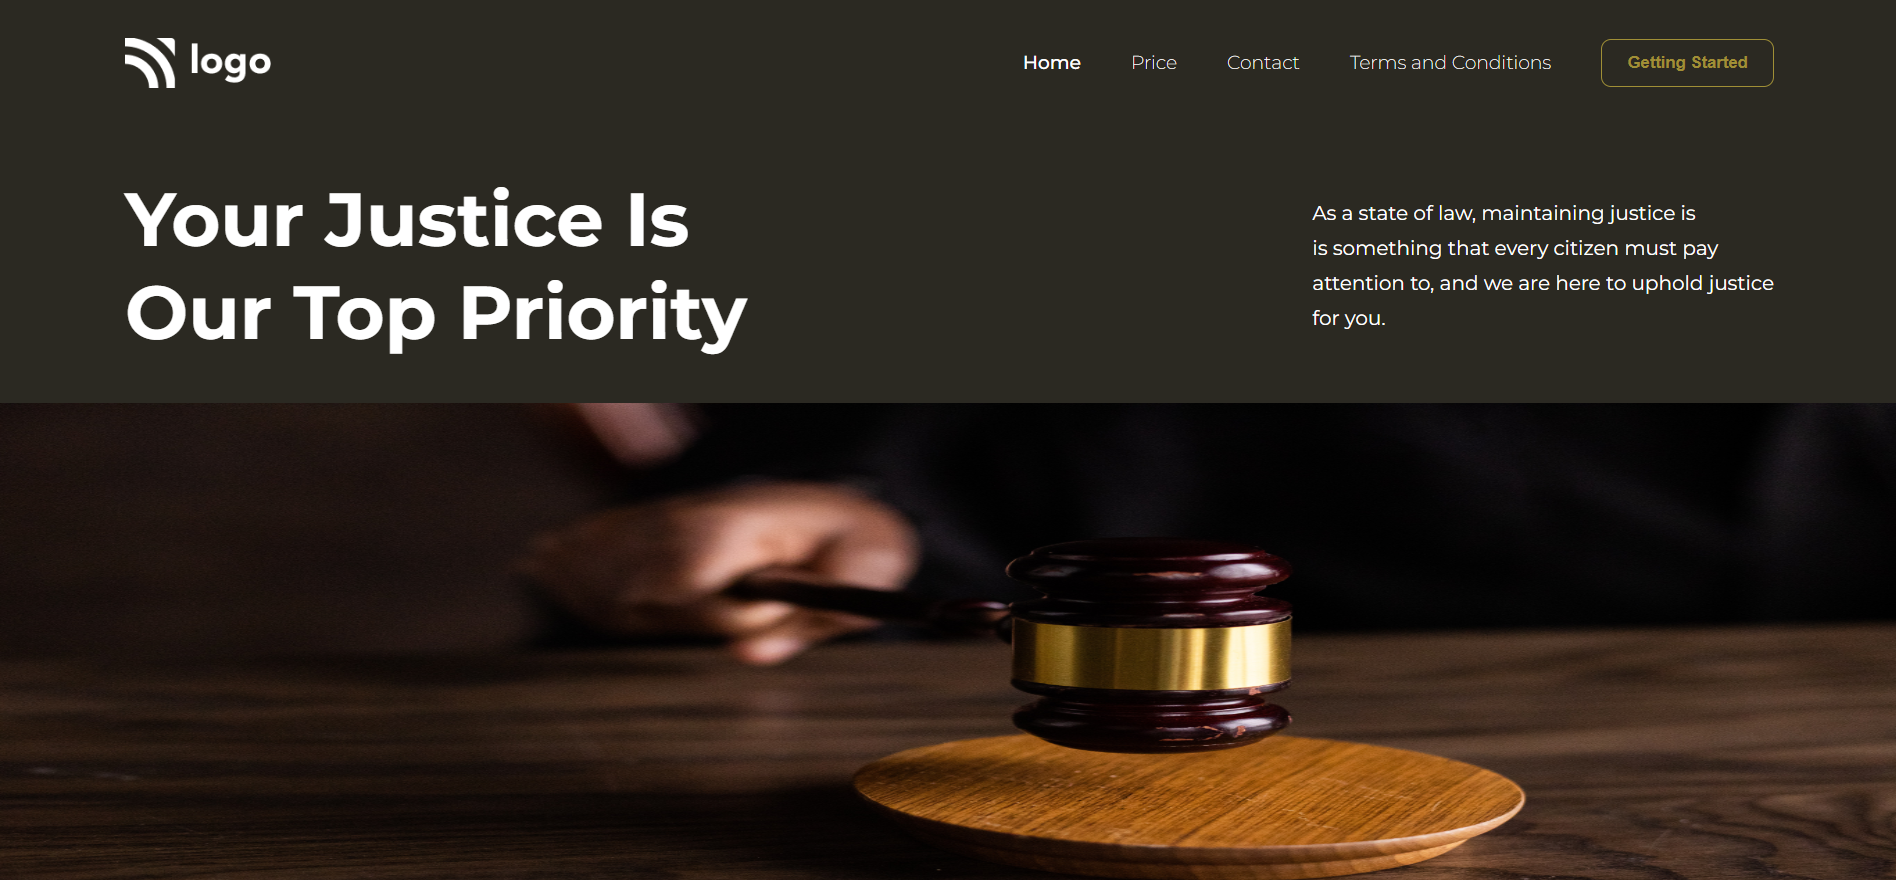 logo
Home Price Contact Terms and Conditions Getting Started
Your Justice Is
Our Top Priority
As a state of law, maintaining justice is
is something that every citizen must pay
attention to, and we are here to uphold justice
for you.